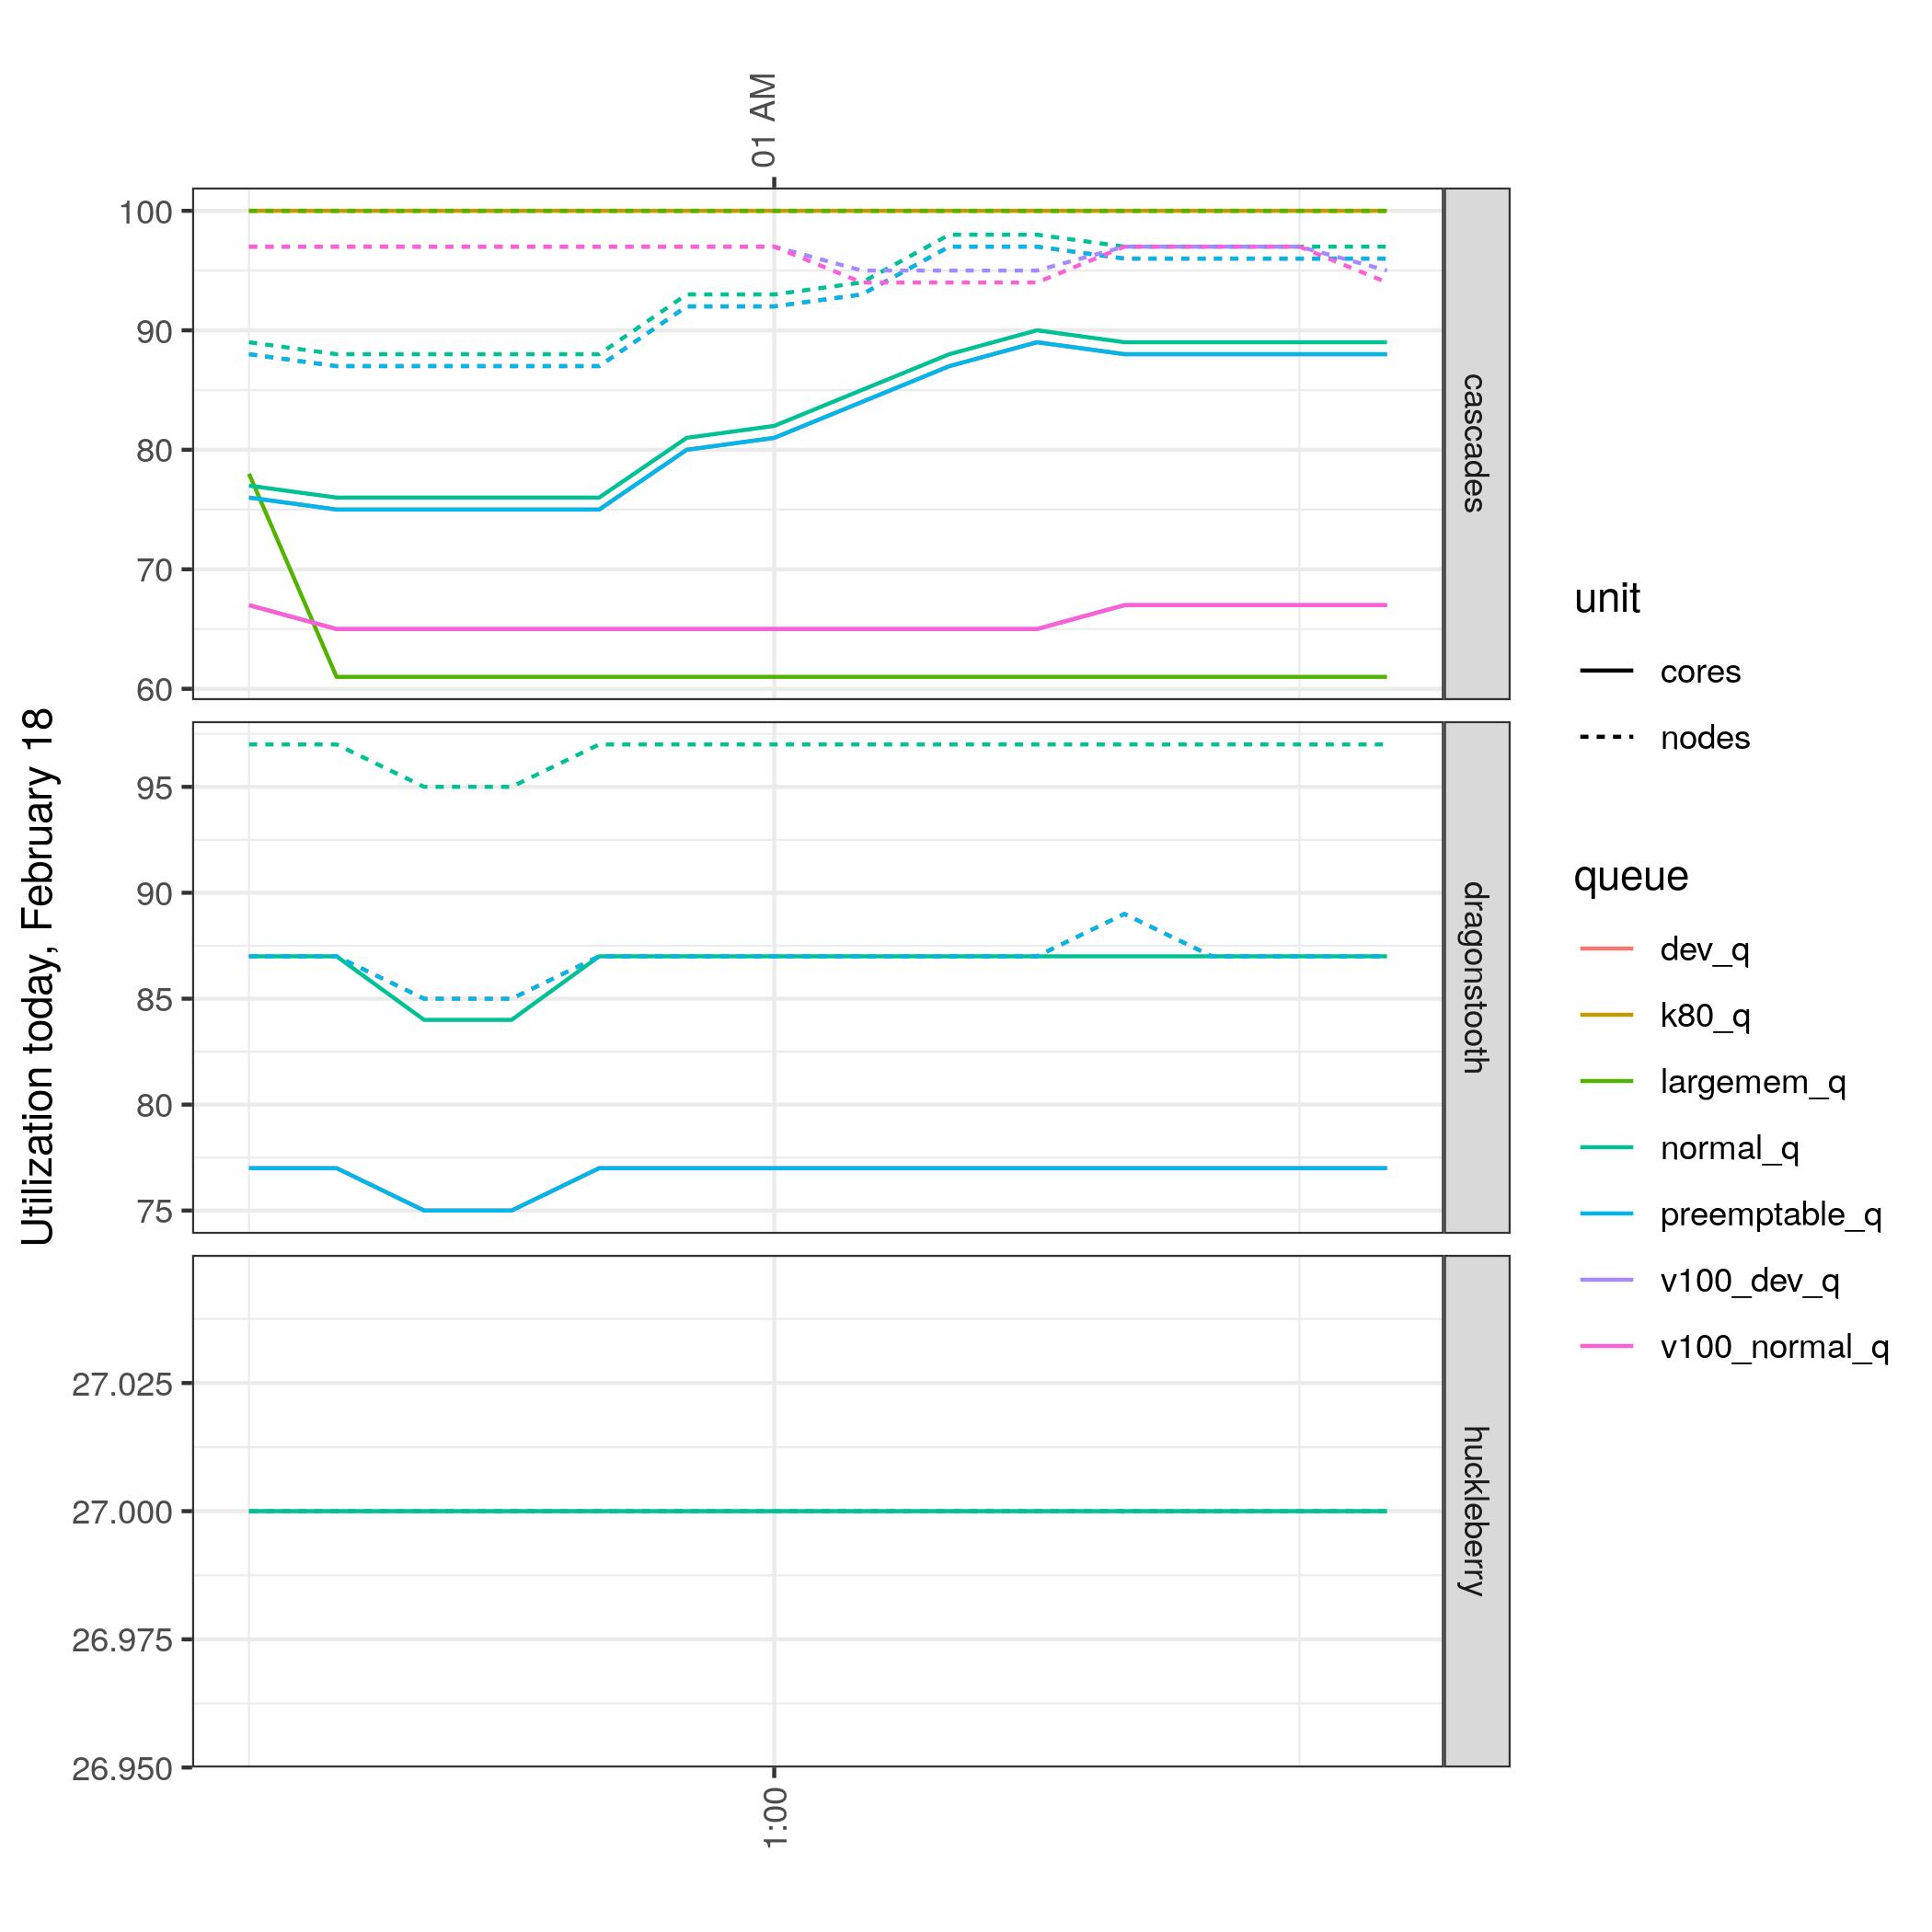 01 AM
Utilization today, February 18
100
90
80
70
60
cascades
95
90
85
80
75
dragonstooth
27.025
27.000
26.975
26.950
huckleberry
1:00
unit
cores
nodes
queue
dev_q
k80_q
largemem_q
normal_q
preemptable_q
v100_dev_q
v100_normal_q